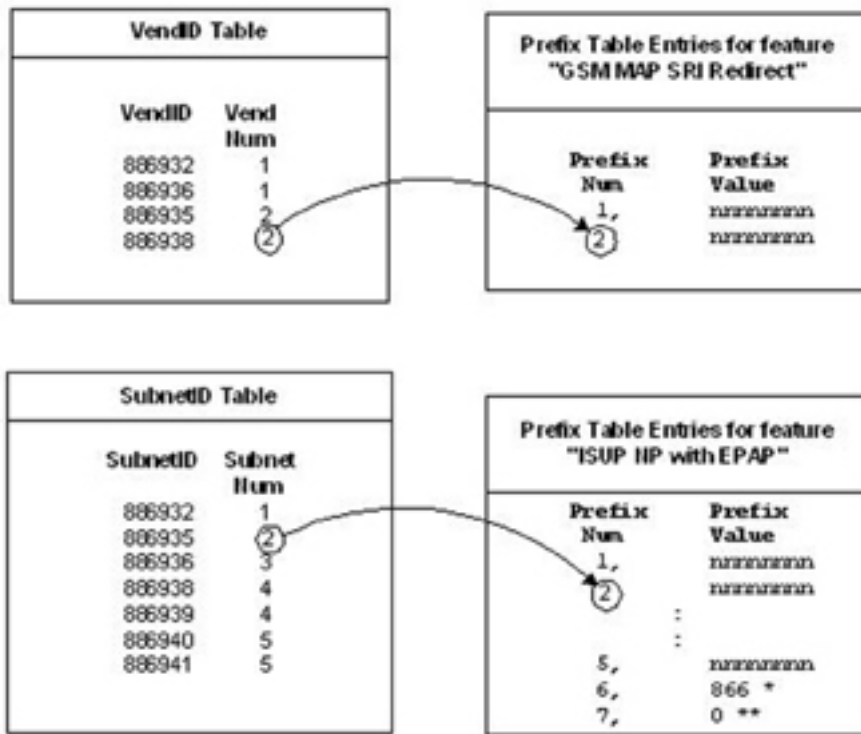 VendID Table
VendID Vend
Num
886932 1
886936 1
886935 2
886938 2
Prefix Table Entries for feature
"GSM MAP SRI Redirect"
Prefix Prefix
Num Value
1, nnnnnnnn
2 nnnnnnnn
SubnetID Table
SubnetID Subnet
Num
886932 1
886935 2
886936 3
886938 4
886939 4
886940 5
886941 5
Prefix Table Entries for feature
"ISUP NP with EPAP"
Prefix Prefix
Num Value
1, nnnnnnnn
2 nnnnnnnn
:
:
5, nnnnnnnn
6, 866 *
7, 0 **